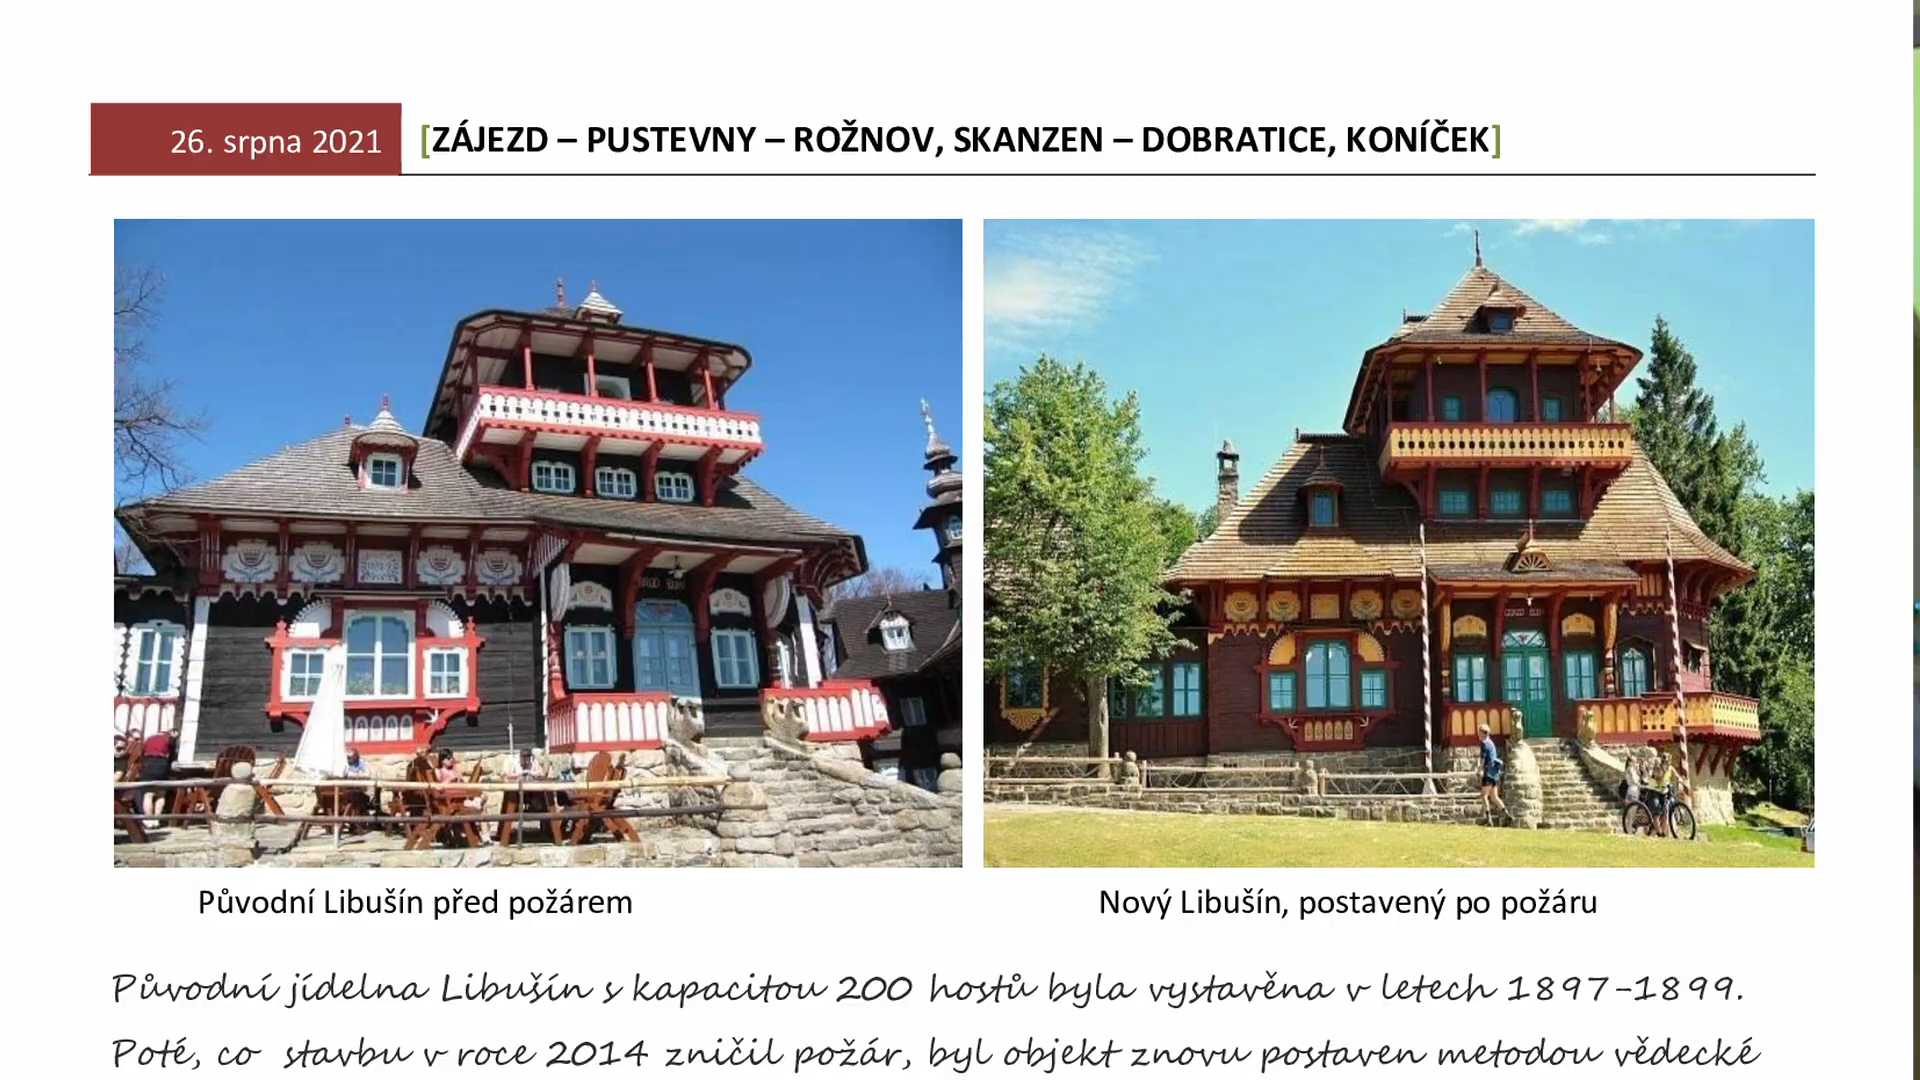 26. srpna 2021
[ZÁJEZD – PUSTEVNY – ROŽNOV, SKANZEN – DOBRATICE, KONÍČEK]
Původní Libušín před požárem
Nový Libušín, postavený po požáru
Původní jídelna Libušín s kapacitou 200 hostů byla vystavěna v letech 1897-1899.
Poté, co stavbu v roce 2014 zničil požár, byl objekt znovu postaven metodou vědecké